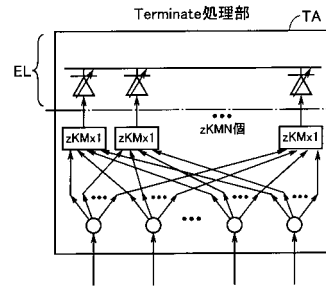 Terminate処理部
TA
EL
zKMN個
zKMx1
zKMx1
zKMx1